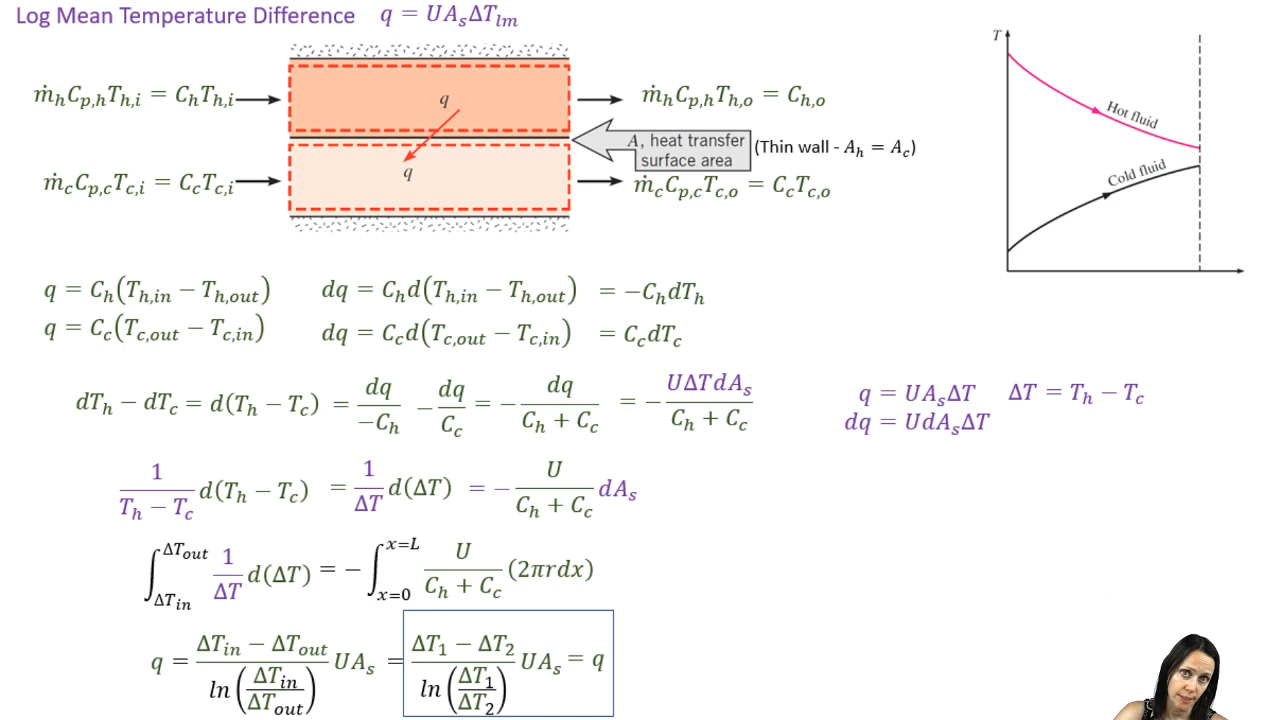 Log Mean Temperature Difference q = UA_sΔT_lm
ṁ_hC_p,hT_h,i = C_hT_h,i
q
ṁ_hC_p,hT_h,o = C_h,o
A, heat transfer
surface area
(Thin wall - A_h = A_c)
ṁ_cC_p,cT_c,i = C_cT_c,i
q
ṁ_cC_p,cT_c,o = C_cT_c,o
T
Hot fluid
Cold fluid
q = C_h(T_h,in − T_h,out) dq = C_hd(T_h,in − T_h,out) = −C_hdT_h
q = C_c(T_c,out − T_c,in) dq = C_cd(T_c,out − T_c,in) = C_cdT_c
dT_h − dT_c = d(T_h − T_c) = dq/−C_h − dq/C_c = − dq/C_h + C_c = − UΔTdA_s/C_h + C_c
q = UA_sΔT ΔT = T_h − T_c
dq = UdA_sΔT
1/T_h − T_c d(T_h − T_c) = 1/ΔT d(ΔT) = − U/C_h + C_c dA_s
∫_ΔT_in^ΔT_out 1/ΔT d(ΔT) = − ∫_x=0^x=L U/C_h + C_c (2πrdx)
q = ΔT_in − ΔT_out/ln(ΔT_in/ΔT_out) UA_s = ΔT_1 − ΔT_2/ln(ΔT_1/ΔT_2) UA_s = q